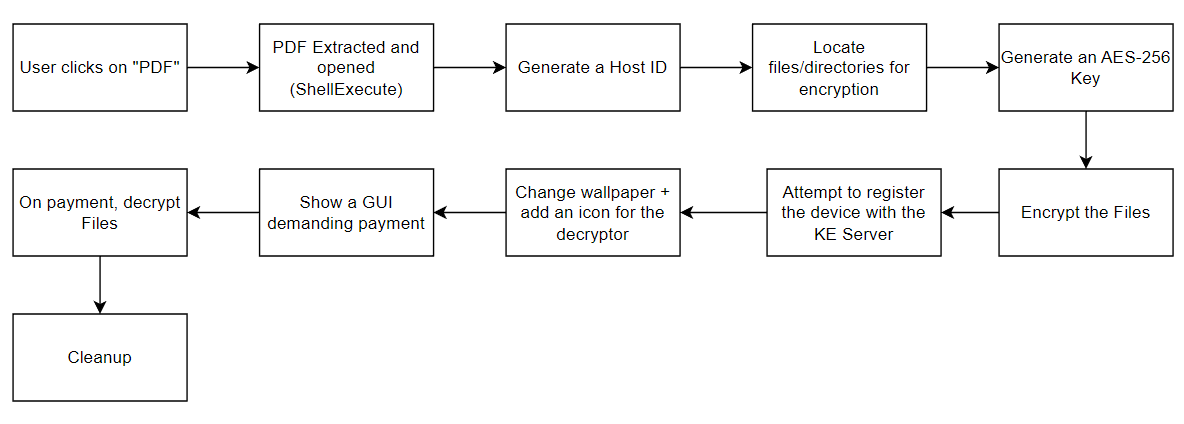 User clicks on "PDF"
PDF Extracted and
opened
(ShellExecute)
Generate a Host ID
Locate
files/directories for
encryption
Generate an AES-256
Key
Encrypt the Files
Attempt to register
the device with the
KE Server
Change wallpaper +
add an icon for the
decryptor
Show a GUI
demanding payment
On payment, decrypt
Files
Cleanup